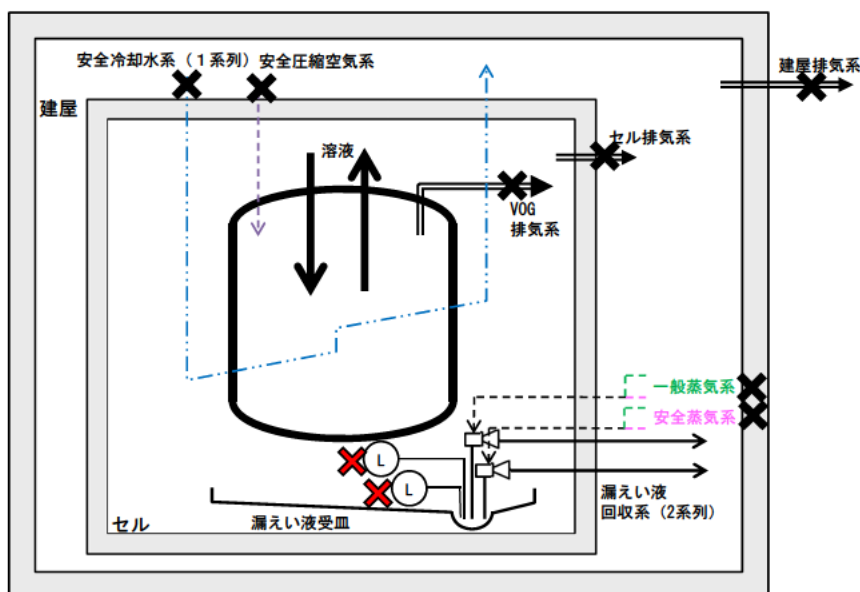 安全冷却水系（１系列）
安全圧縮空気系
建屋排気系
建屋
セル排気系
溶液
VOG
排気系
一般蒸気系
安全蒸気系
L
L
漏えい液
回収系（2系列）
漏えい液受皿
セル